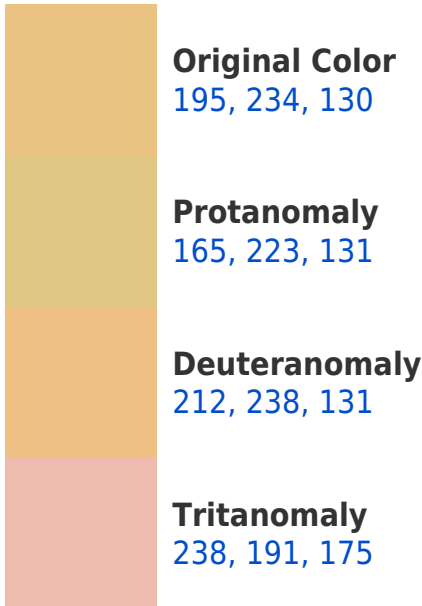 Original Color
195, 234, 130
Protanomaly
165, 223, 131
Deuteranomaly
212, 238, 131
Tritanomaly
238, 191, 175